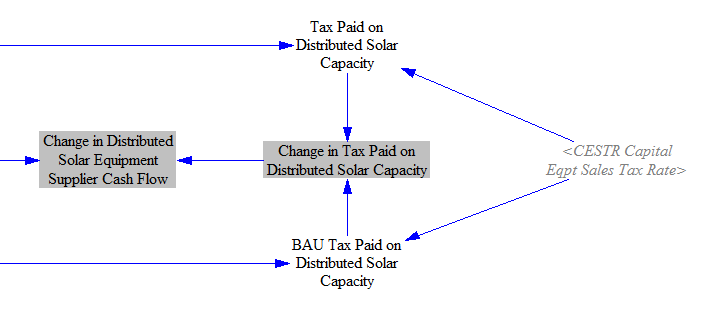 Tax Paid on
Distributed Solar
Capacity
Change in Distributed
Solar Equipment
Supplier Cash Flow
Change in Tax Paid on
Distributed Solar Capacity
<CESTR Capital
Eqpt Sales Tax Rate>
BAU Tax Paid on
Distributed Solar
Capacity